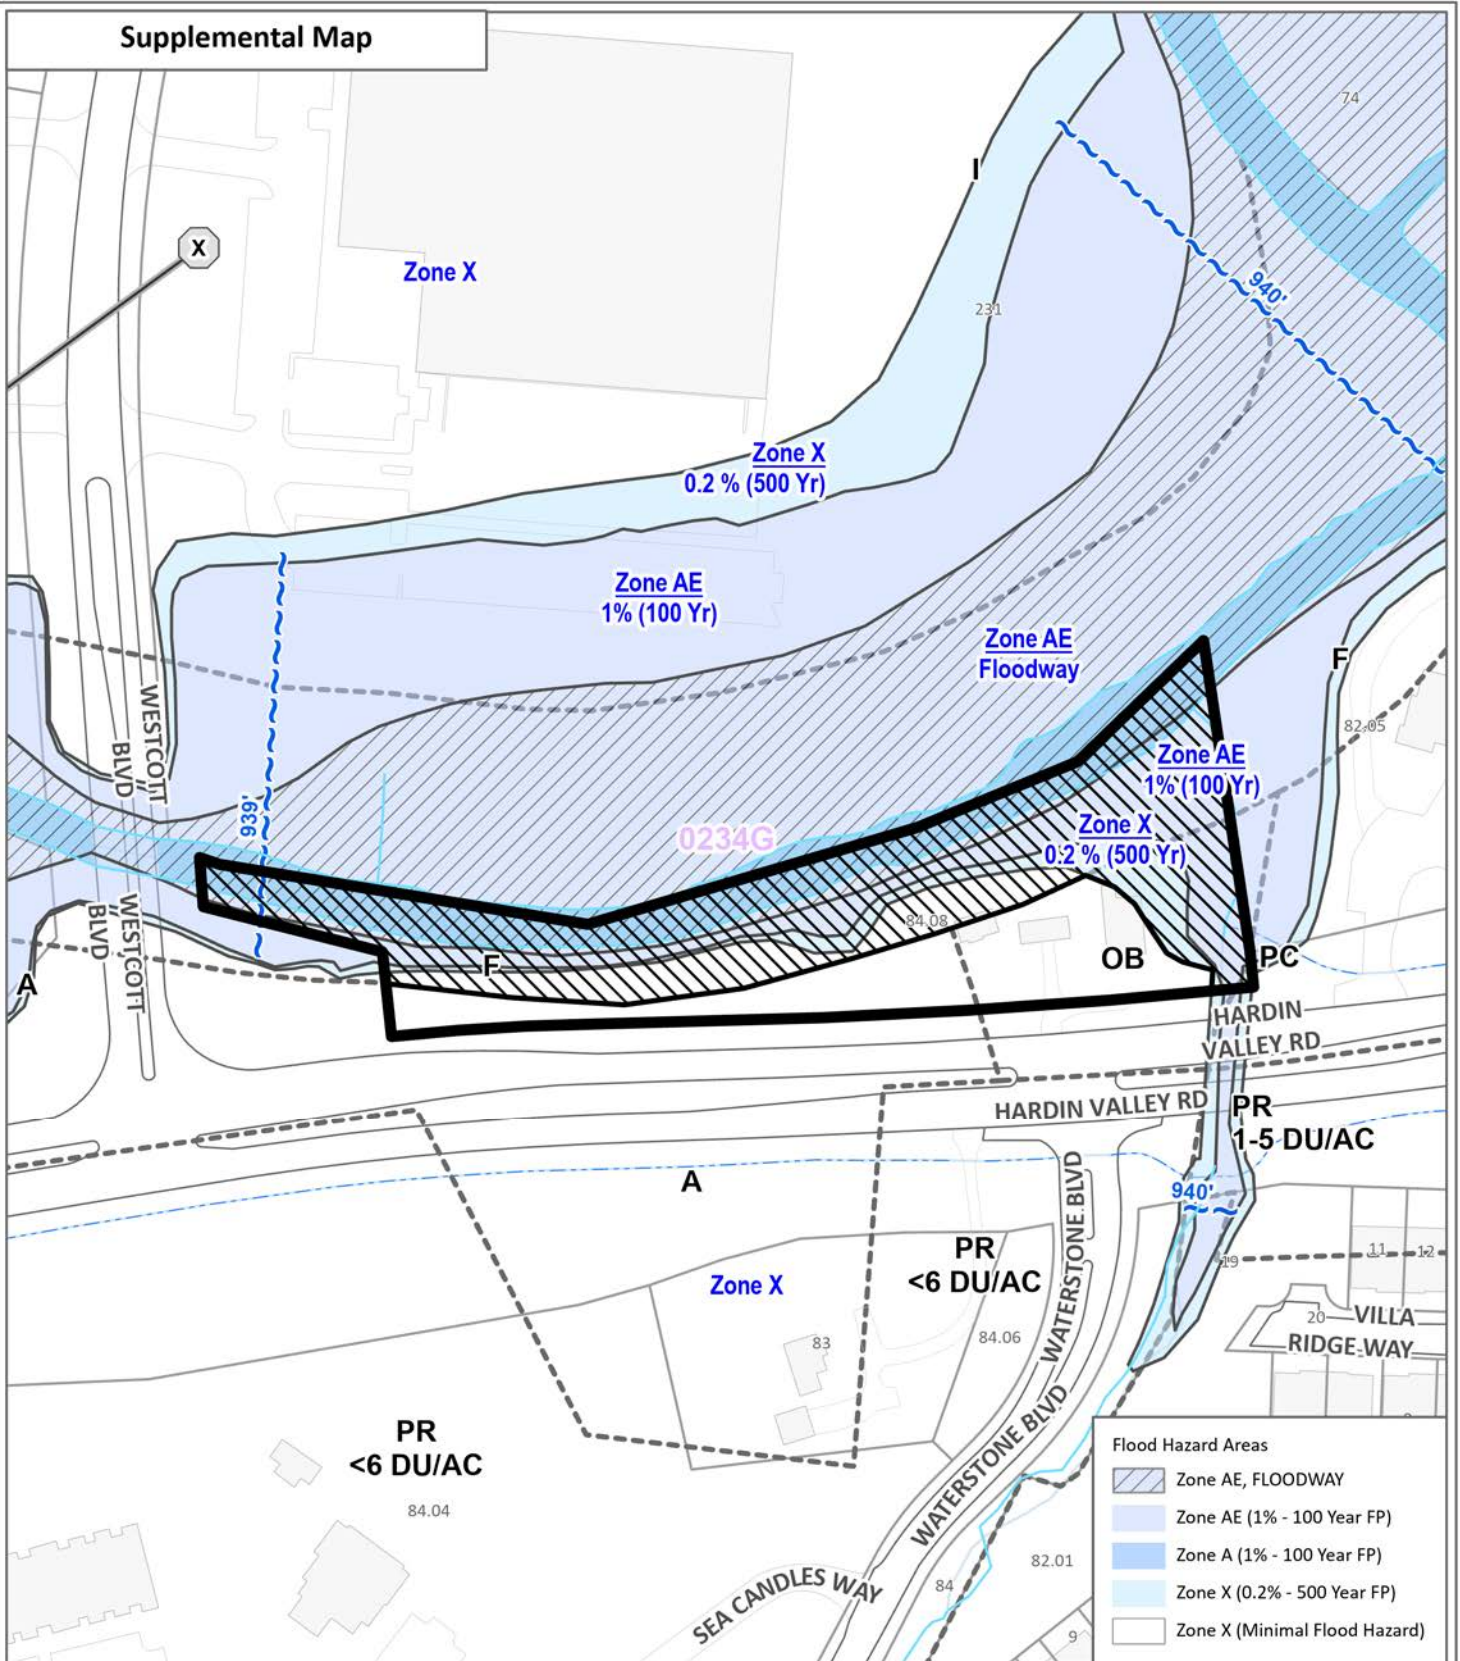 Supplemental Map
74
I
X
Zone X
940'
231
Zone X
0.2 % (500 Yr)
Zone AE
1% (100 Yr)
Zone AE
Floodway
F
WESTCOTT
BLVD
82.05
Zone AE
1% (100 Yr)
939'
0234G
Zone X
0.2 % (500 Yr)
WESTCOTT
BLVD
84.08
F
OB
PC
A
HARDIN
VALLEY RD
HARDIN VALLEY RD
PR
1-5 DU/AC
A
940'
WATERSTONE BLVD
PR
<6 DU/AC
Zone X
19
11
12
83
84.06
20
VILLA
RIDGE WAY
PR
<6 DU/AC
84.04
WATERSTONE BLVD
SEA CANDLES WAY
84
82.01
9
Flood Hazard Areas
Zone AE, FLOODWAY
Zone AE (1% - 100 Year FP)
Zone A (1% - 100 Year FP)
Zone X (0.2% - 500 Year FP)
Zone X (Minimal Flood Hazard)